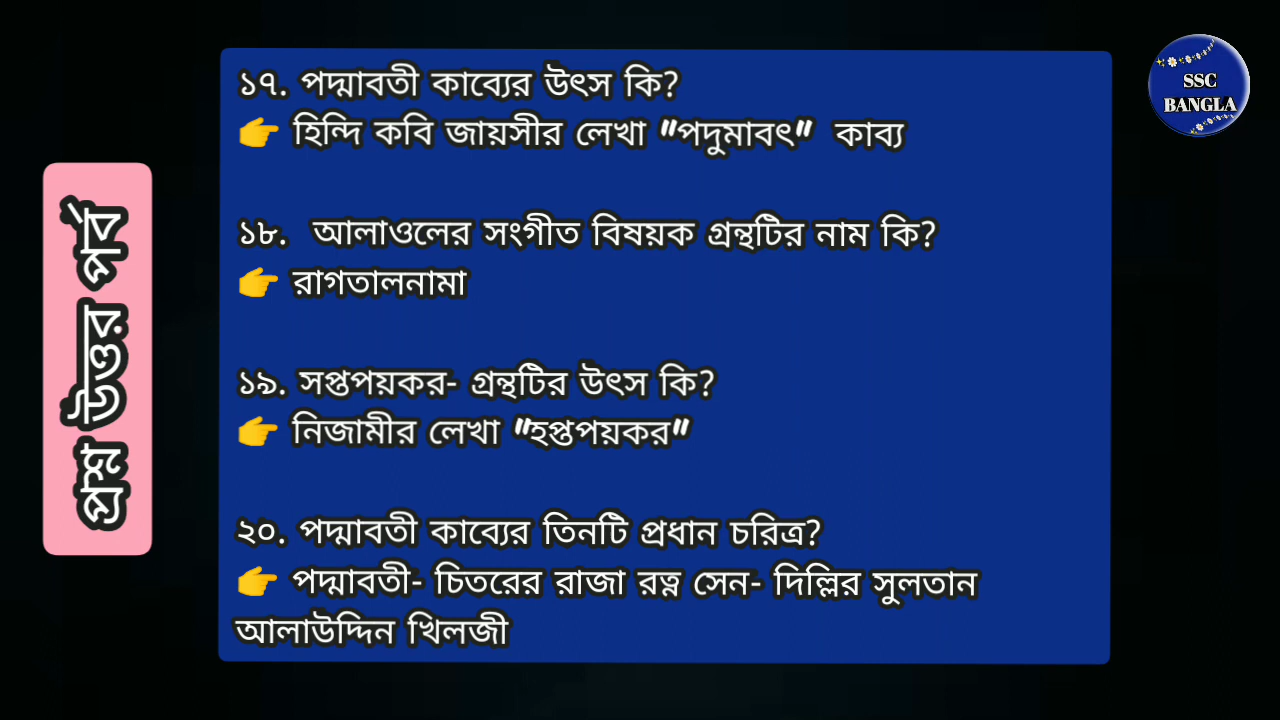 প্রশ্ন উত্তর পর্ব
১৭. পদ্মাবতী কাব্যের উৎস কি?
👉 হিন্দি কবি জায়সীর লেখা "পদুমাবৎ" কাব্য
১৮. আলাওলের সংগীত বিষয়ক গ্রন্থটির নাম কি?
👉 রাগতালনামা
১৯. সপ্তপয়কর- গ্রন্থটির উৎস কি?
👉 নিজামীর লেখা "হপ্তপয়কর"
২০. পদ্মাবতী কাব্যের তিনটি প্রধান চরিত্র?
👉 পদ্মাবতী- চিতরের রাজা রত্ন সেন- দিল্লির সুলতান
আলাউদ্দিন খিলজী
SSC
BANGLA